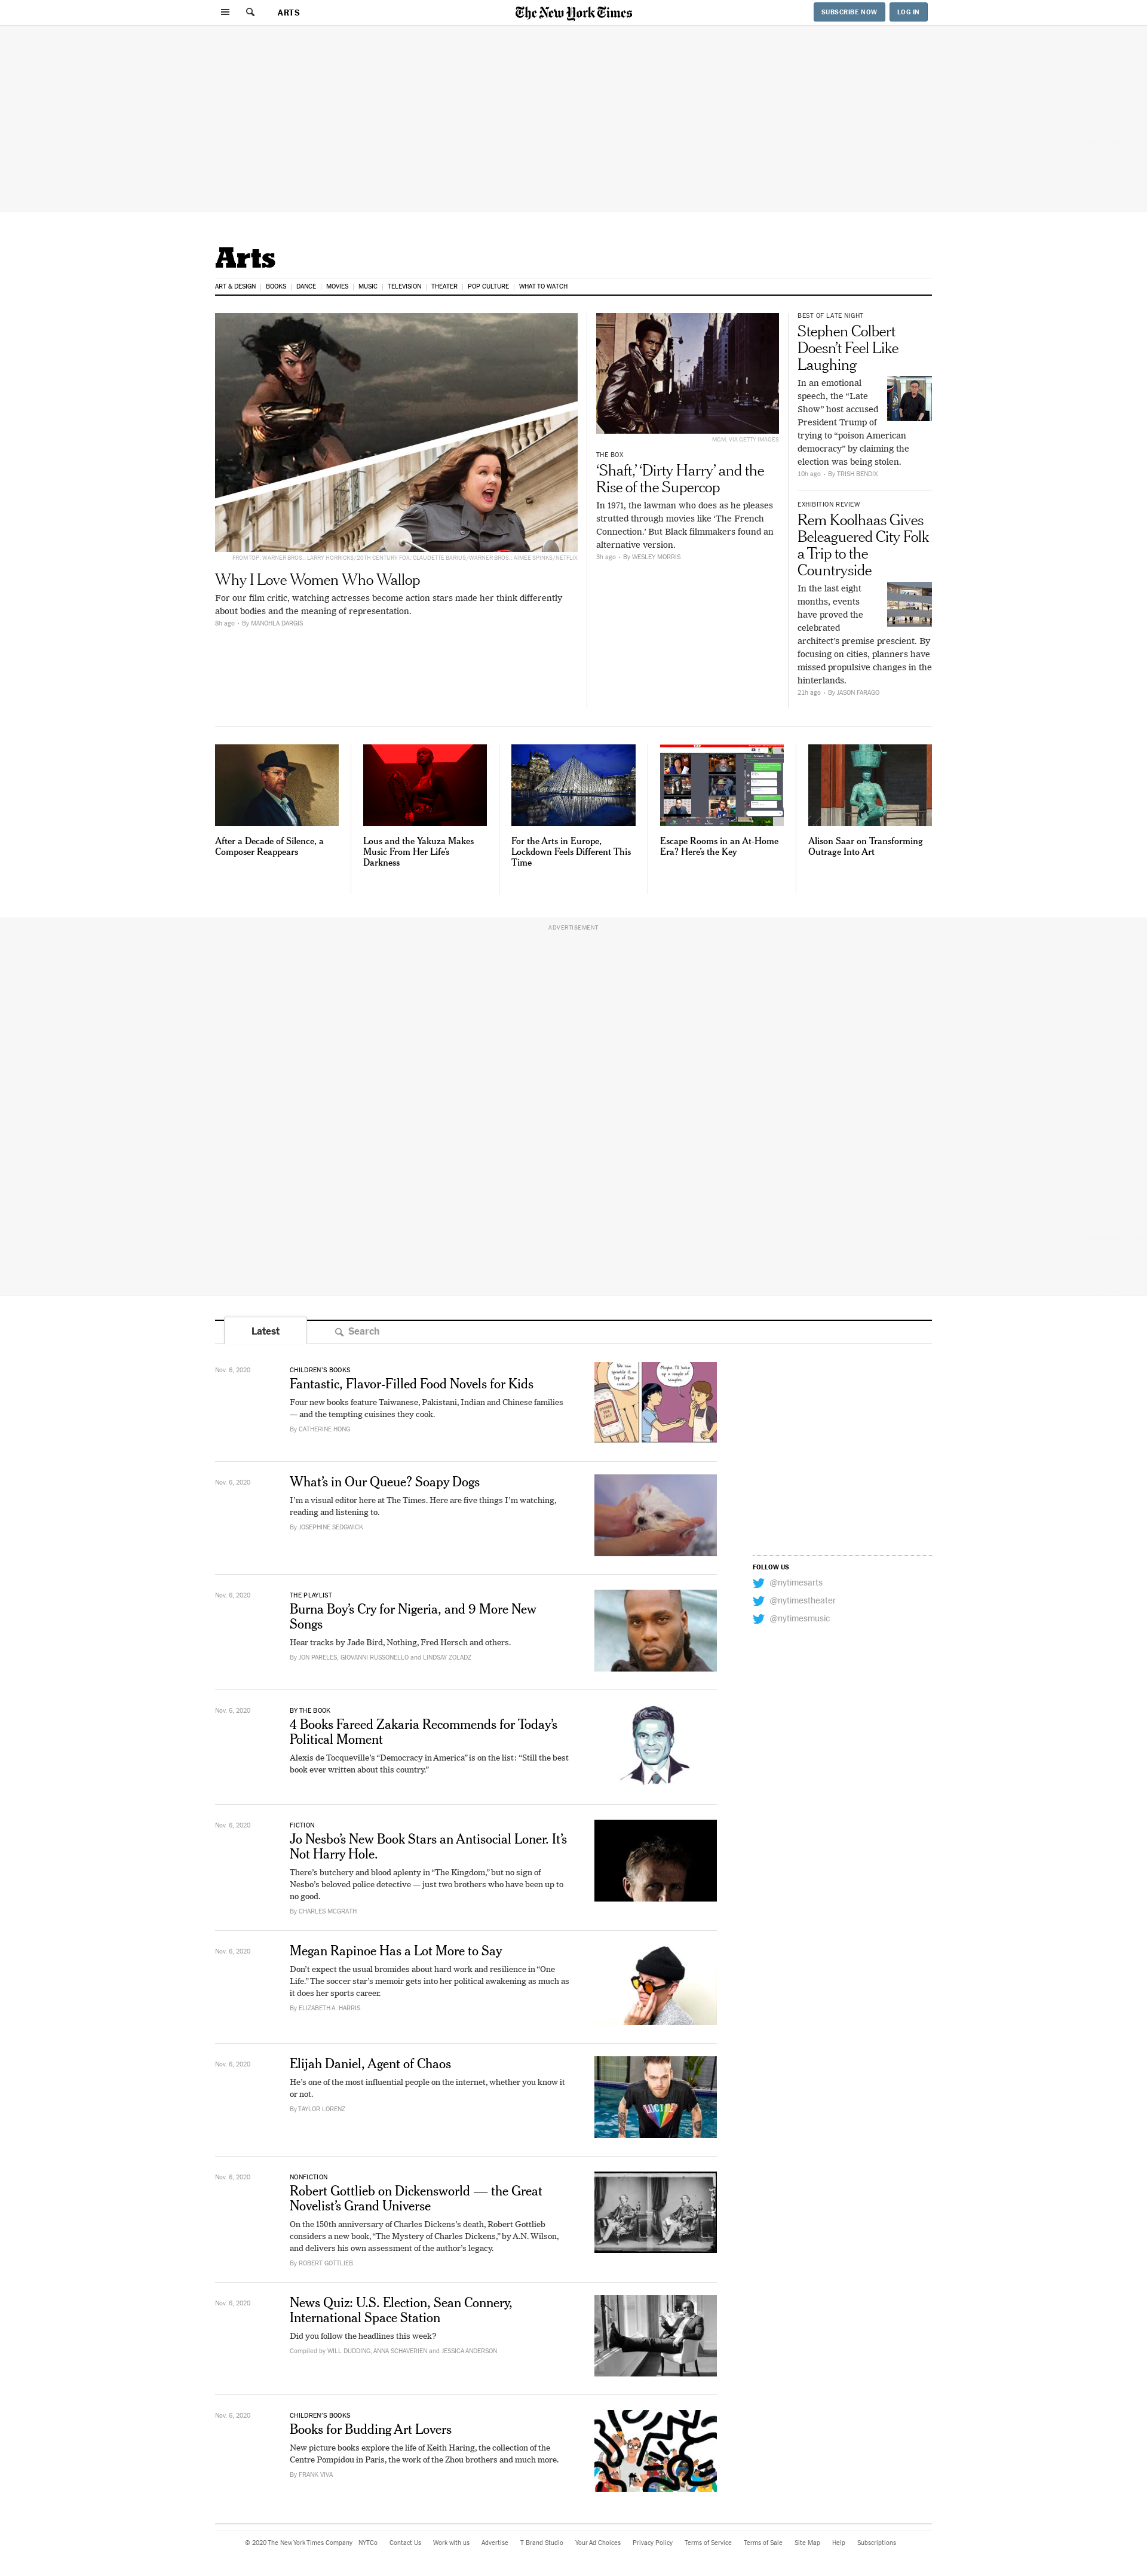 ARTS
The New York Times
SUBSCRIBE NOW
LOG IN
Arts
ART & DESIGN
BOOKS
DANCE
MOVIES
MUSIC
TELEVISION
THEATER
POP CULTURE
WHAT TO WATCH
FROM TOP: WARNER BROS.; LARRY HORRICKS/20TH CENTURY FOX; CLAUDETTE BARIUS/WARNER BROS.; AIMEE SPINKS/NETFLIX
Why I Love Women Who Wallop
For our film critic, watching actresses become action stars made her think differently
about bodies and the meaning of representation.
8h ago • By MANOHLA DARGIS
MGM, VIA GETTY IMAGES
THE BOX
‘Shaft,’ ‘Dirty Harry’ and the
Rise of the Supercop
In 1971, the lawman who does as he pleases
strutted through movies like ‘The French
Connection.’ But Black filmmakers found an
alternative version.
3h ago • By WESLEY MORRIS
BEST OF LATE NIGHT
Stephen Colbert
Doesn’t Feel Like
Laughing
In an emotional
speech, the “Late
Show” host accused
President Trump of
trying to “poison American
democracy” by claiming the
election was being stolen.
10h ago • By TRISH BENDIX
EXHIBITION REVIEW
Rem Koolhaas Gives
Beleaguered City Folk
a Trip to the
Countryside
In the last eight
months, events
have proved the
celebrated
architect’s premise prescient. By
focusing on cities, planners have
missed propulsive changes in the
hinterlands.
21h ago • By JASON FARAGO
After a Decade of Silence, a
Composer Reappears
Lous and the Yakuza Makes
Music From Her Life’s
Darkness
For the Arts in Europe,
Lockdown Feels Different This
Time
Escape Rooms in an At-Home
Era? Here’s the Key
Alison Saar on Transforming
Outrage Into Art
ADVERTISEMENT
Latest
Search
Nov. 6, 2020
CHILDREN’S BOOKS
Fantastic, Flavor-Filled Food Novels for Kids
Four new books feature Taiwanese, Pakistani, Indian and Chinese families
— and the tempting cuisines they cook.
By CATHERINE HONG
Nov. 6, 2020
What’s in Our Queue? Soapy Dogs
I’m a visual editor here at The Times. Here are five things I’m watching,
reading and listening to.
By JOSEPHINE SEDGWICK
FOLLOW US
@nytimesarts
@nytimestheater
@nytimesmusic
Nov. 6, 2020
THE PLAYLIST
Burna Boy’s Cry for Nigeria, and 9 More New
Songs
Hear tracks by Jade Bird, Nothing, Fred Hersch and others.
By JON PARELES, GIOVANNI RUSSONELLO and LINDSAY ZOLADZ
Nov. 6, 2020
BY THE BOOK
4 Books Fareed Zakaria Recommends for Today’s
Political Moment
Alexis de Tocqueville’s “Democracy in America” is on the list: “Still the best
book ever written about this country.”
Nov. 6, 2020
FICTION
Jo Nesbo’s New Book Stars an Antisocial Loner. It’s
Not Harry Hole.
There’s butchery and blood aplenty in “The Kingdom,” but no sign of
Nesbo’s beloved police detective — just two brothers who have been up to
no good.
By CHARLES MCGRATH
Nov. 6, 2020
Megan Rapinoe Has a Lot More to Say
Don’t expect the usual bromides about hard work and resilience in “One
Life.” The soccer star’s memoir gets into her political awakening as much as
it does her sports career.
By ELIZABETH A. HARRIS
Nov. 6, 2020
Elijah Daniel, Agent of Chaos
He’s one of the most influential people on the internet, whether you know it
or not.
By TAYLOR LORENZ
Nov. 6, 2020
NONFICTION
Robert Gottlieb on Dickensworld — the Great
Novelist’s Grand Universe
On the 150th anniversary of Charles Dickens’s death, Robert Gottlieb
considers a new book, “The Mystery of Charles Dickens,” by A.N. Wilson,
and delivers his own assessment of the author’s legacy.
By ROBERT GOTTLIEB
Nov. 6, 2020
News Quiz: U.S. Election, Sean Connery,
International Space Station
Did you follow the headlines this week?
Compiled by WILL DUDDING, ANNA SCHAVERIEN and JESSICA ANDERSON
Nov. 6, 2020
CHILDREN’S BOOKS
Books for Budding Art Lovers
New picture books explore the life of Keith Haring, the collection of the
Centre Pompidou in Paris, the work of the Zhou brothers and much more.
By FRANK VIVA
© 2020 The New York Times Company
NYTCo
Contact Us
Work with us
Advertise
T Brand Studio
Your Ad Choices
Privacy Policy
Terms of Service
Terms of Sale
Site Map
Help
Subscriptions